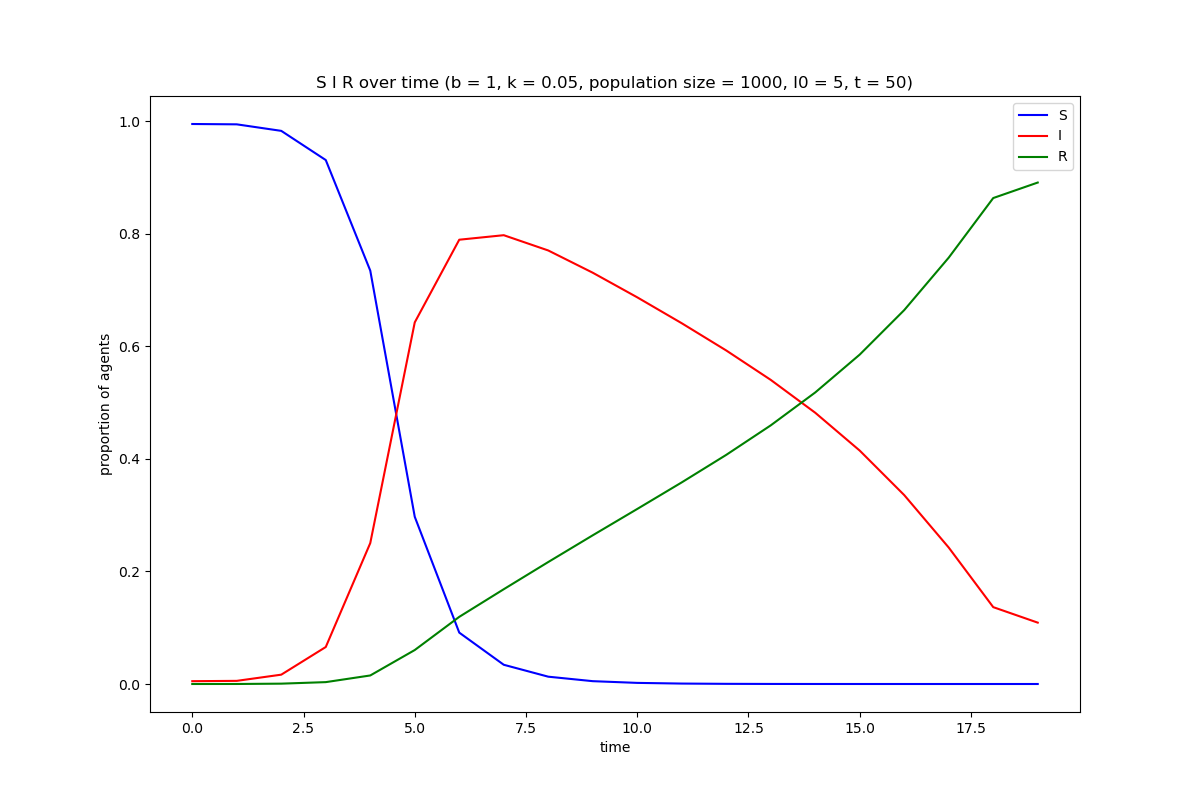 S I R over time (b = 1, k = 0.05, population size = 1000, I0 = 5, t = 50)
S
I
R
1.0
0.8
0.6
0.4
0.2
0.0
proportion of agents
0.0 2.5 5.0 7.5 10.0 12.5 15.0 17.5
time